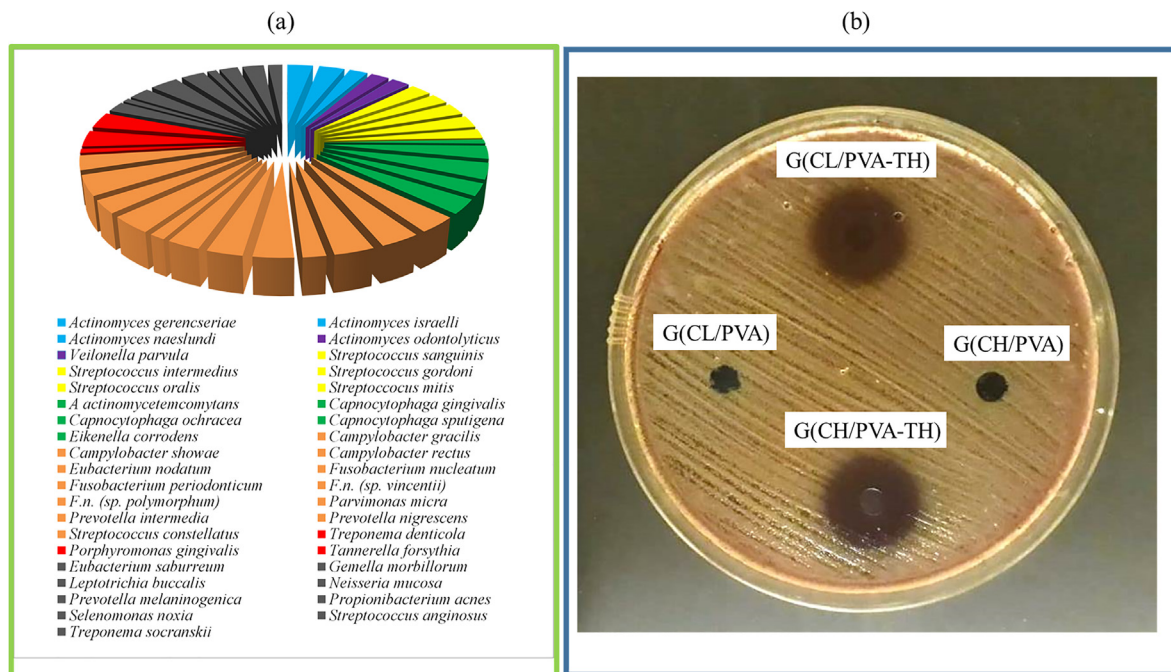 (a)
(b)
Actinomyces gerencseriae
Actinomyces israelli
Actinomyces naeslundi
Actinomyces odontolyticus
Veilonella parvula
Streptococcus sanguinis
Streptococcus intermedius
Streptococcus gordoni
Streptococcus oralis
Streptoccocus mitis
A actinomycetemcomytans
Capnocytophaga gingivalis
Capnocytophaga ochracea
Capnocytophaga sputigena
Eikenella corrodens
Campylobacter gracilis
Campylobacter showae
Campylobacter rectus
Eubacterium nodatum
Fusobacterium nucleatum
Fusobacterium periodonticum
F.n. (sp. vincentii)
F.n. (sp. polymorphum)
Parvimonas micra
Prevotella intermedia
Prevotella nigrescens
Streptococcus constellatus
Treponema denticola
Porphyromonas gingivalis
Tannerella forsythia
Eubacterium saburreum
Gemella morbillorum
Leptotrichia buccalis
Neisseria mucosa
Prevotella melaninogenica
Propionibacterium acnes
Selenomonas noxia
Streptococcus anginosus
Treponema socranskii
G(CL/PVA-TH)
G(CL/PVA)
G(CH/PVA)
G(CH/PVA-TH)